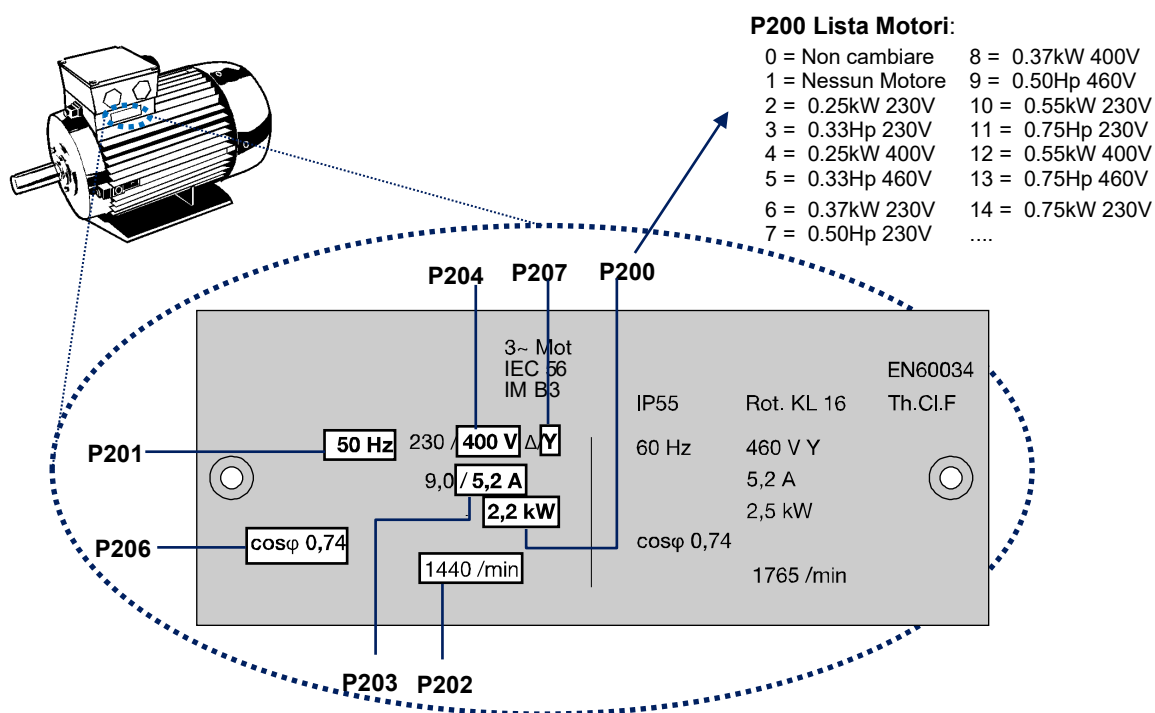 P200 Lista Motori:
0 = Non cambiare
1 = Nessun Motore
2 = 0.25kW 230V
3 = 0.33Hp 230V
4 = 0.25kW 400V
5 = 0.33Hp 460V
6 = 0.37kW 230V
7 = 0.50Hp 230V
8 = 0.37kW 400V
9 = 0.50Hp 460V
10 = 0.55kW 230V
11 = 0.75Hp 230V
12 = 0.55kW 400V
13 = 0.75Hp 460V
14 = 0.75kW 230V
....
P204 P207 P200
3~ Mot
IEC 56
IM B3
EN60034
IP55 Rot. KL 16 Th.Cl.F
P201
50 Hz 230 / 400 V Δ/Y
60 Hz 460 V Y
9,0 / 5,2 A
5,2 A
2,2 kW
2,5 kW
P206
cosφ 0,74
cosφ 0,74
1440 /min
1765 /min
P203 P202